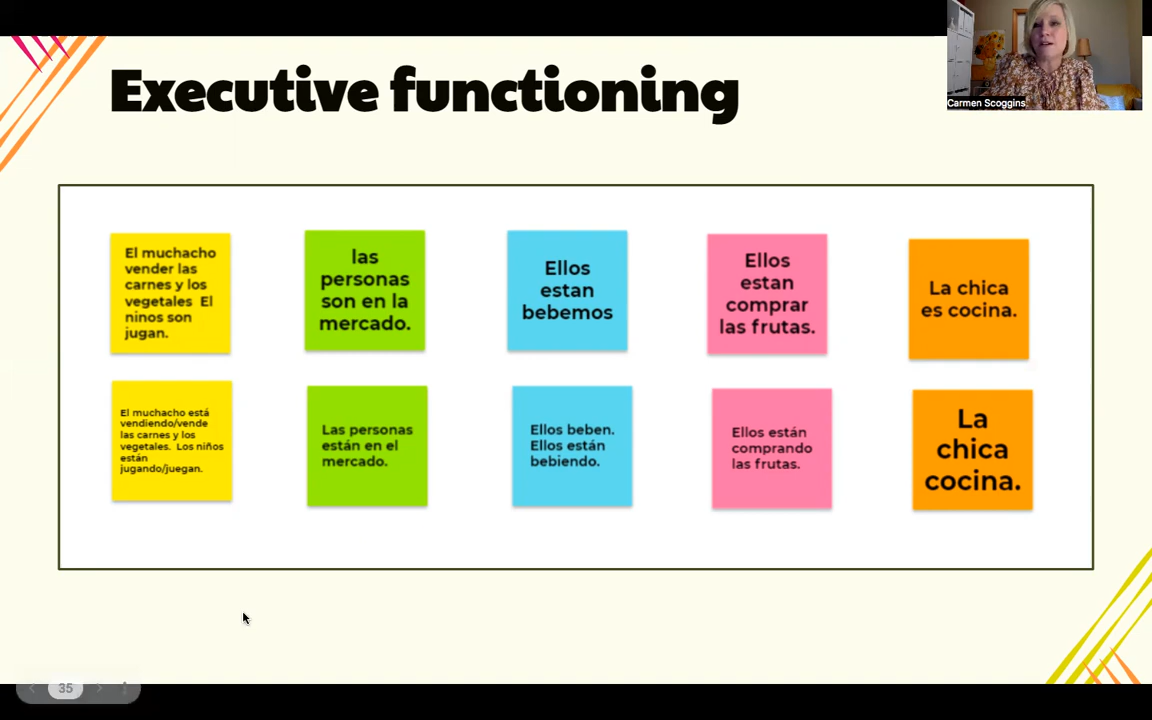 Executive functioning
Carmen Scoggins
El muchacho
vender las
carnes y los
vegetales El
ninos son
jugan.
las
personas
son en la
mercado.
Ellos
estan
bebemos
Ellos
estan
comprar
las frutas.
La chica
es cocina.
El muchacho está
vendiendo/vende
las carnes y los
vegetales. Los niños
están
jugando/juegan.
Las personas
están en el
mercado.
Ellos beben.
Ellos están
bebiendo.
Ellos están
comprando
las frutas.
La
chica
cocina.
35